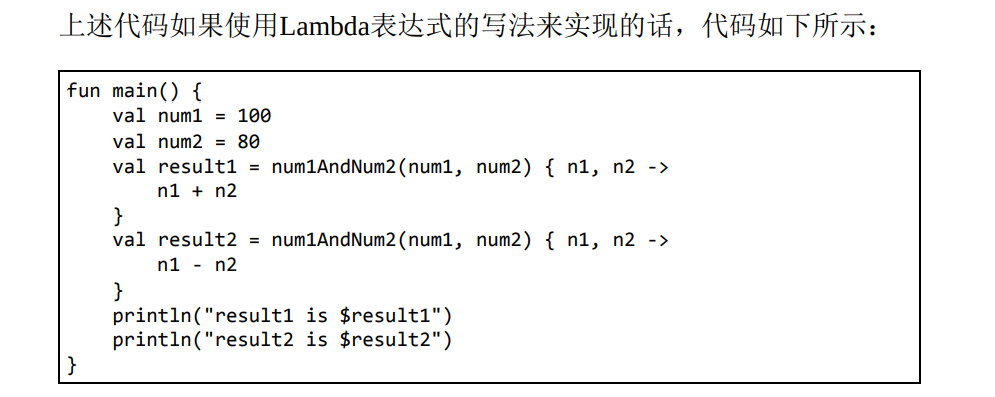 上述代码如果使用Lambda表达式的写法来实现的话，代码如下所示：
fun main() {
    val num1 = 100
    val num2 = 80
    val result1 = num1AndNum2(num1, num2) { n1, n2 ->
        n1 + n2
    }
    val result2 = num1AndNum2(num1, num2) { n1, n2 ->
        n1 - n2
    }
    println("result1 is $result1")
    println("result2 is $result2")
}